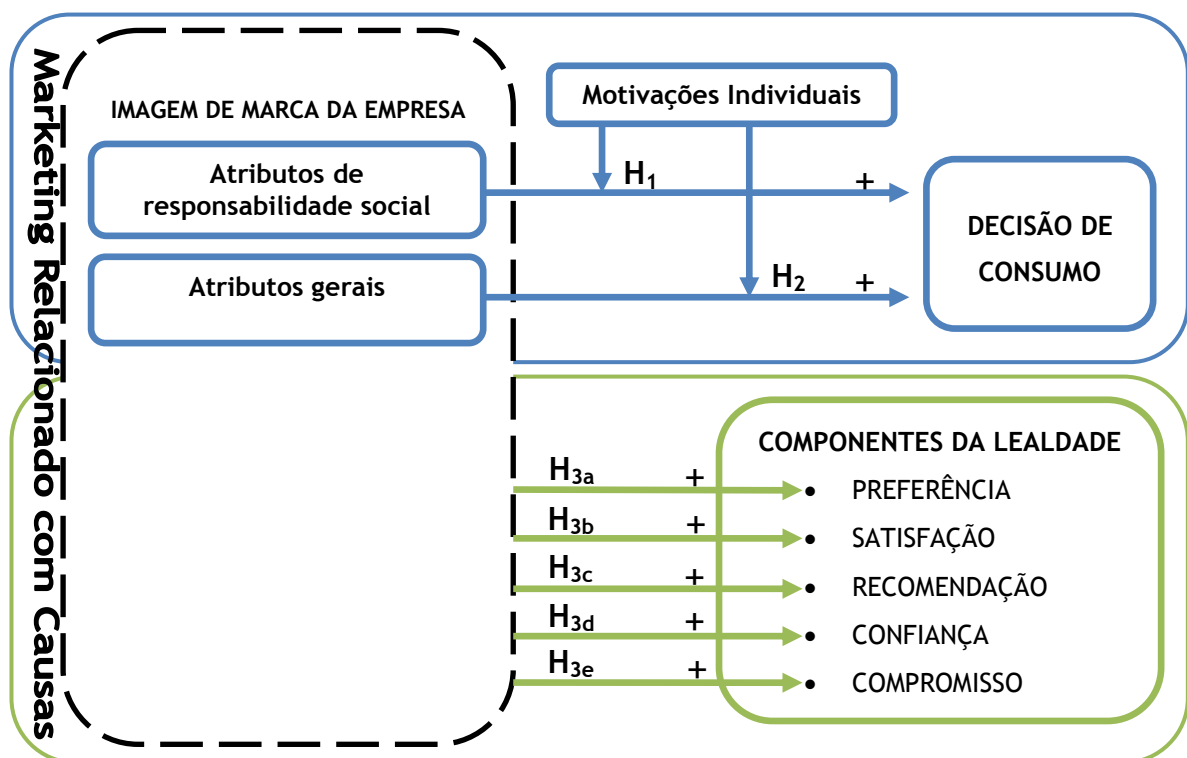 Marketing Relacionado com Causas
IMAGEM DE MARCA DA EMPRESA
Atributos de
responsabilidade social
Atributos gerais
Motivações Individuais
H1 +
H2 +
DECISÃO DE
CONSUMO
COMPONENTES DA LEALDADE
H3a + • PREFERÊNCIA
H3b + • SATISFAÇÃO
H3c + • RECOMENDAÇÃO
H3d + • CONFIANÇA
H3e + • COMPROMISSO